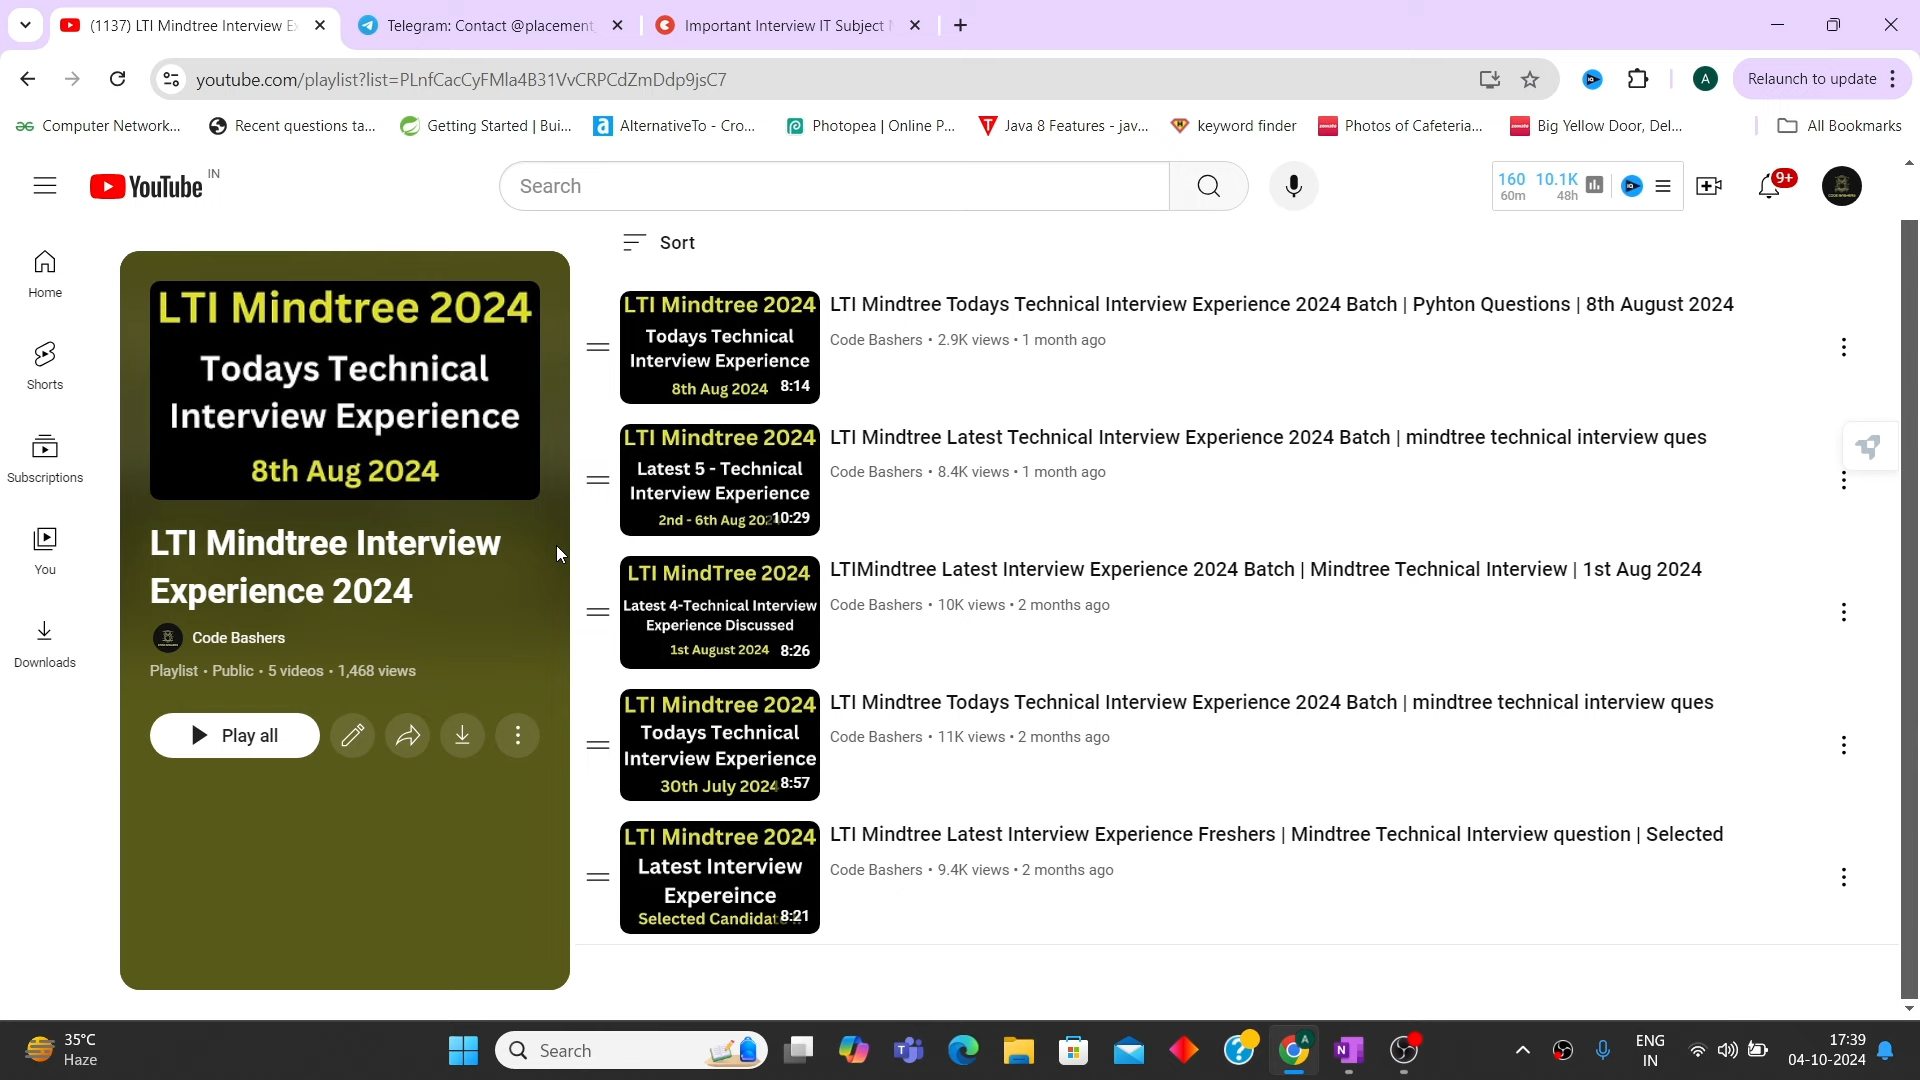 (1137) LTI Mindtree Interview Ex
Telegram: Contact @placement
Important Interview IT Subject N
youtube.com/playlist?list=PLnfCacCyFMla4B31VvCRPCdZmDdp9jsC7
A
Relaunch to update
Computer Network...
Recent questions ta...
Getting Started | Bui...
AlternativeTo - Cro...
Photopea | Online P...
Java 8 Features - jav...
keyword finder
Photos of Cafeteria...
Big Yellow Door, Del...
All Bookmarks
YouTube IN
Search
160 10.1K
60m 48h
9+
Home
Shorts
Subscriptions
You
Downloads
LTI Mindtree 2024
Todays Technical
Interview Experience
8th Aug 2024
LTI Mindtree Interview
Experience 2024
Code Bashers
Playlist • Public • 5 videos • 1,468 views
Play all
Sort
LTI Mindtree 2024
Todays Technical
Interview Experience
8th Aug 2024 8:14
LTI Mindtree Todays Technical Interview Experience 2024 Batch | Pyhton Questions | 8th August 2024
Code Bashers • 2.9K views • 1 month ago
LTI Mindtree 2024
Latest 5 - Technical
Interview Experience
2nd - 6th Aug 202 10:29
LTI Mindtree Latest Technical Interview Experience 2024 Batch | mindtree technical interview ques
Code Bashers • 8.4K views • 1 month ago
LTI MindTree 2024
Latest 4-Technical Interview
Experience Discussed
1st August 2024 8:26
LTIMindtree Latest Interview Experience 2024 Batch | Mindtree Technical Interview | 1st Aug 2024
Code Bashers • 10K views • 2 months ago
LTI Mindtree 2024
Todays Technical
Interview Experience
30th July 2024 8:57
LTI Mindtree Todays Technical Interview Experience 2024 Batch | mindtree technical interview ques
Code Bashers • 11K views • 2 months ago
LTI Mindtree 2024
Latest Interview
Expereince
Selected Candidat 8:21
LTI Mindtree Latest Interview Experience Freshers | Mindtree Technical Interview question | Selected
Code Bashers • 9.4K views • 2 months ago
35°C
Haze
Search
ENG
IN
17:39
04-10-2024